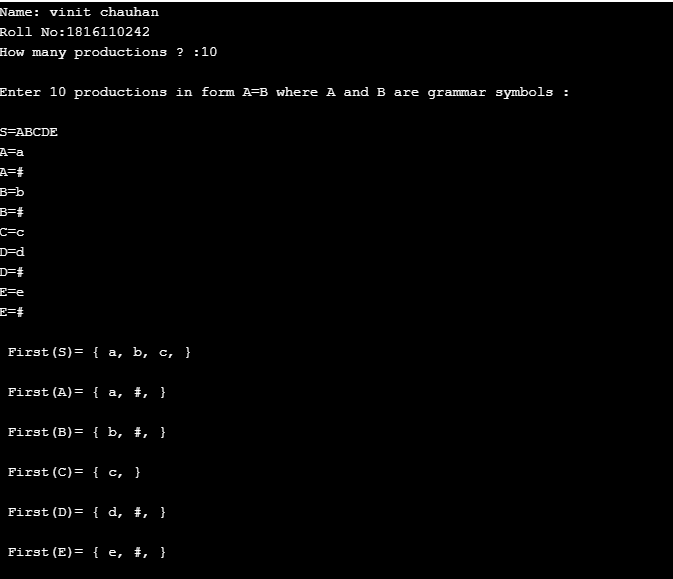 Name: vinit chauhan
Roll No:1816110242
How many productions ? :10
Enter 10 productions in form A=B where A and B are grammar symbols :
S=ABCDE
A=a
A=#
B=b
B=#
C=c
D=d
D=#
E=e
E=#
First(S)= { a, b, c, }
First(A)= { a, #, }
First(B)= { b, #, }
First(C)= { c, }
First(D)= { d, #, }
First(E)= { e, #, }